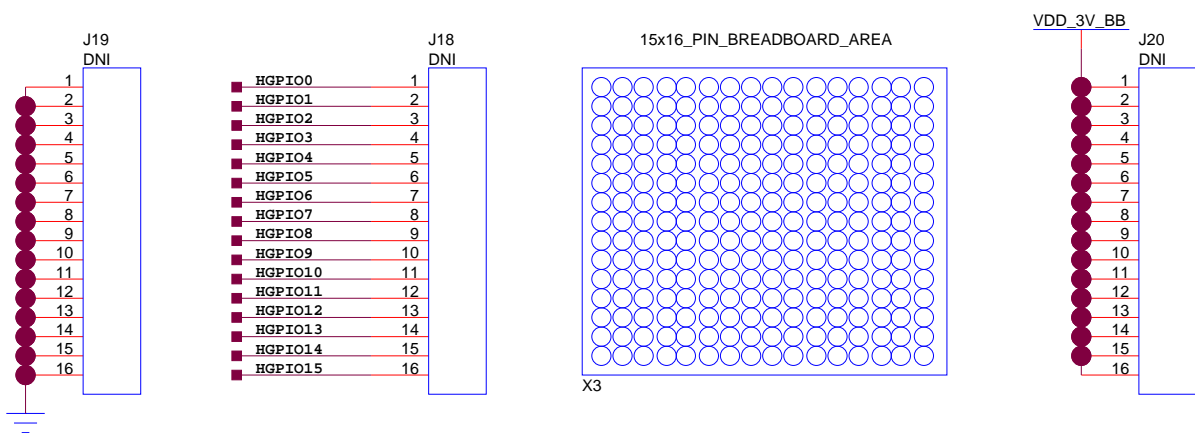 J19
DNI
1
2
3
4
5
6
7
8
9
10
11
12
13
14
15
16
J18
DNI
HGPIO0 1
HGPIO1 2
HGPIO2 3
HGPIO3 4
HGPIO4 5
HGPIO5 6
HGPIO6 7
HGPIO7 8
HGPIO8 9
HGPIO9 10
HGPIO10 11
HGPIO11 12
HGPIO12 13
HGPIO13 14
HGPIO14 15
HGPIO15 16
15x16_PIN_BREADBOARD_AREA
X3
VDD_3V_BB
J20
DNI
1
2
3
4
5
6
7
8
9
10
11
12
13
14
15
16